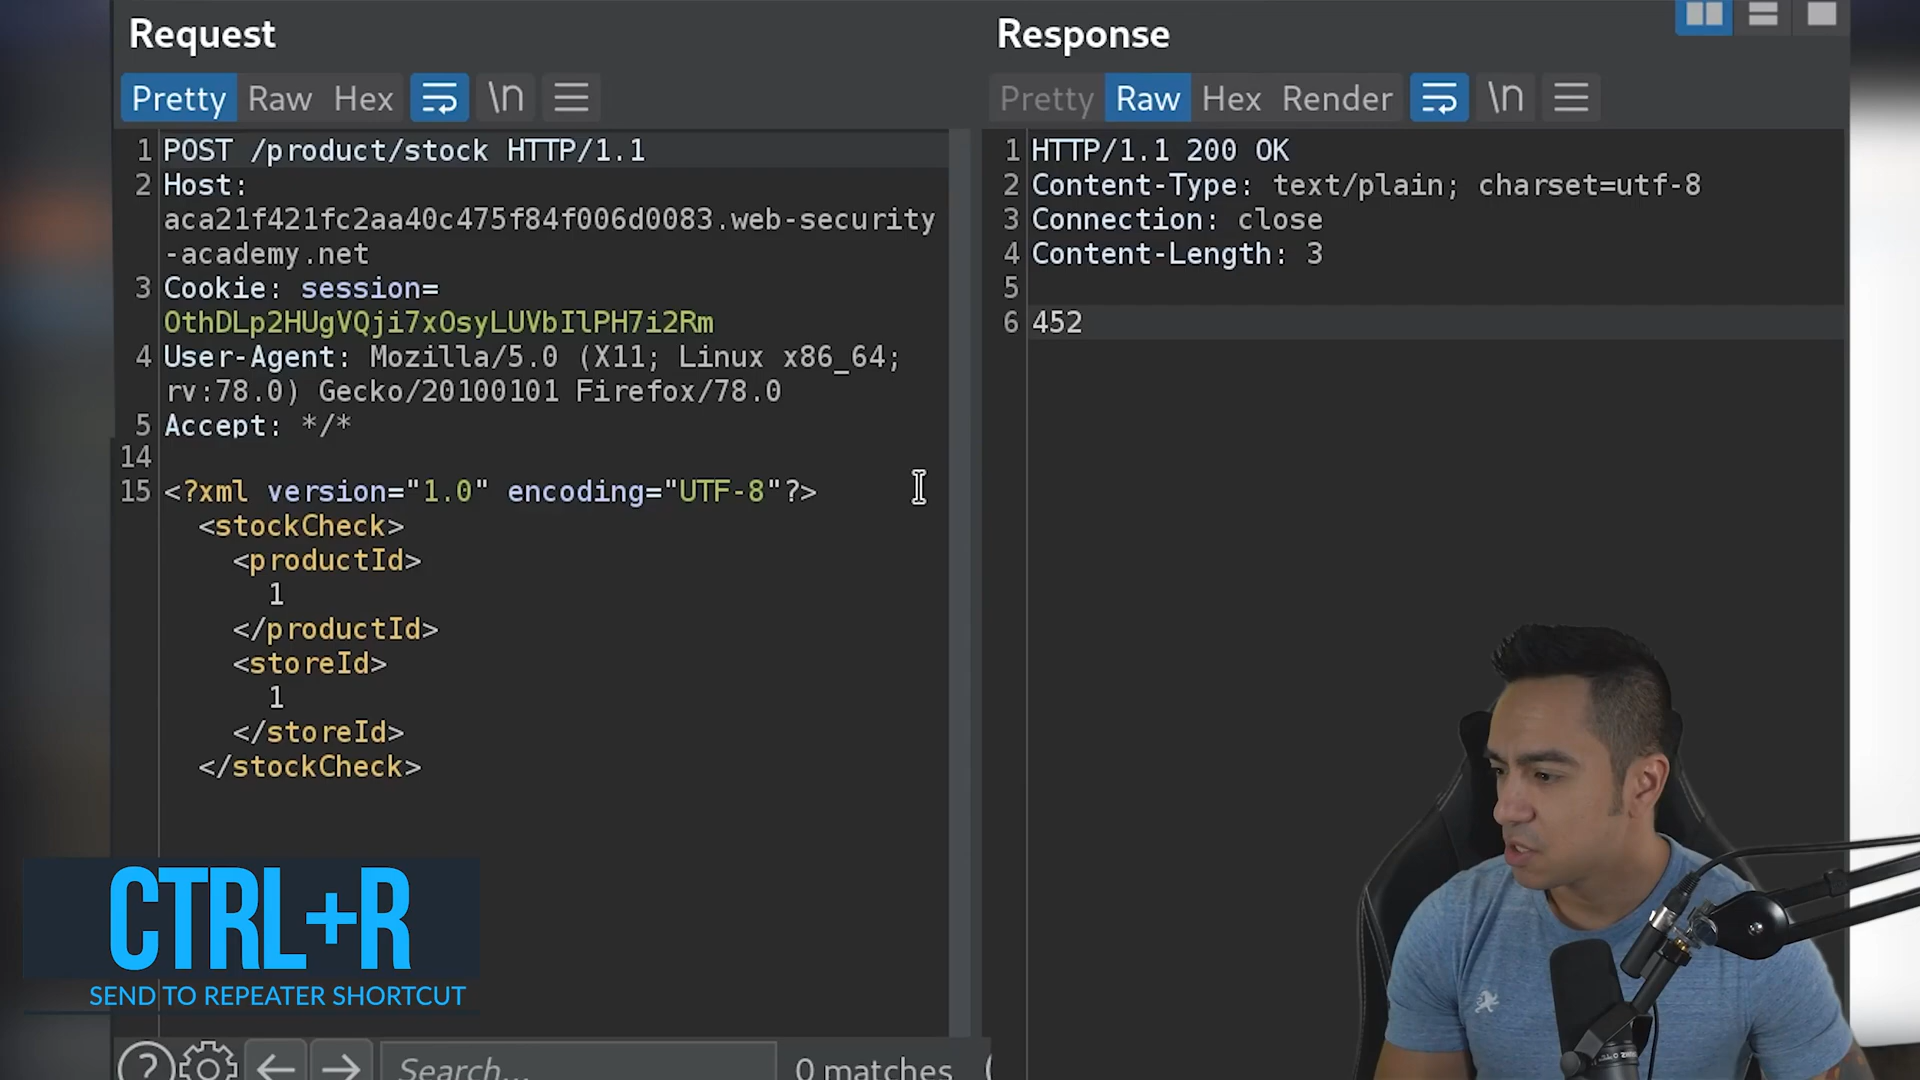 Request
Pretty Raw Hex \n
1 POST /product/stock HTTP/1.1
2 Host:
aca21f421fc2aa40c475f84f006d0083.web-security
-academy.net
3 Cookie: session=
OthDLp2HUgVQji7xOsyLUVbIlPH7i2Rm
4 User-Agent: Mozilla/5.0 (X11; Linux x86_64;
rv:78.0) Gecko/20100101 Firefox/78.0
5 Accept: */*
14
15 <?xml version="1.0" encoding="UTF-8"?>
<stockCheck>
<productId>
1
</productId>
<storeId>
1
</storeId>
</stockCheck>
CTRL+R
SEND TO REPEATER SHORTCUT
? Search... 0 matches
Response
Pretty Raw Hex Render \n
1 HTTP/1.1 200 OK
2 Content-Type: text/plain; charset=utf-8
3 Connection: close
4 Content-Length: 3
5
6 452